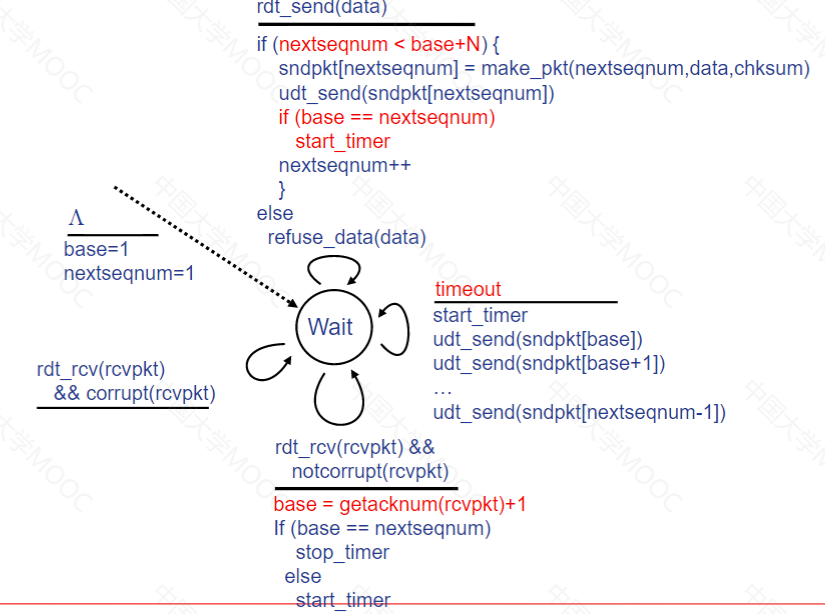 rdt_send(data)
if (nextseqnum < base+N) {
sndpkt[nextseqnum] = make_pkt(nextseqnum,data,chksum)
udt_send(sndpkt[nextseqnum])
if (base == nextseqnum)
start_timer
nextseqnum++
}
else
refuse_data(data)
Λ
base=1
nextseqnum=1
Wait
timeout
start_timer
udt_send(sndpkt[base])
udt_send(sndpkt[base+1])
…
udt_send(sndpkt[nextseqnum-1])
rdt_rcv(rcvpkt)
&& corrupt(rcvpkt)
rdt_rcv(rcvpkt) &&
notcorrupt(rcvpkt)
base = getacknum(rcvpkt)+1
If (base == nextseqnum)
stop_timer
else
start_timer
中国大学MOOC